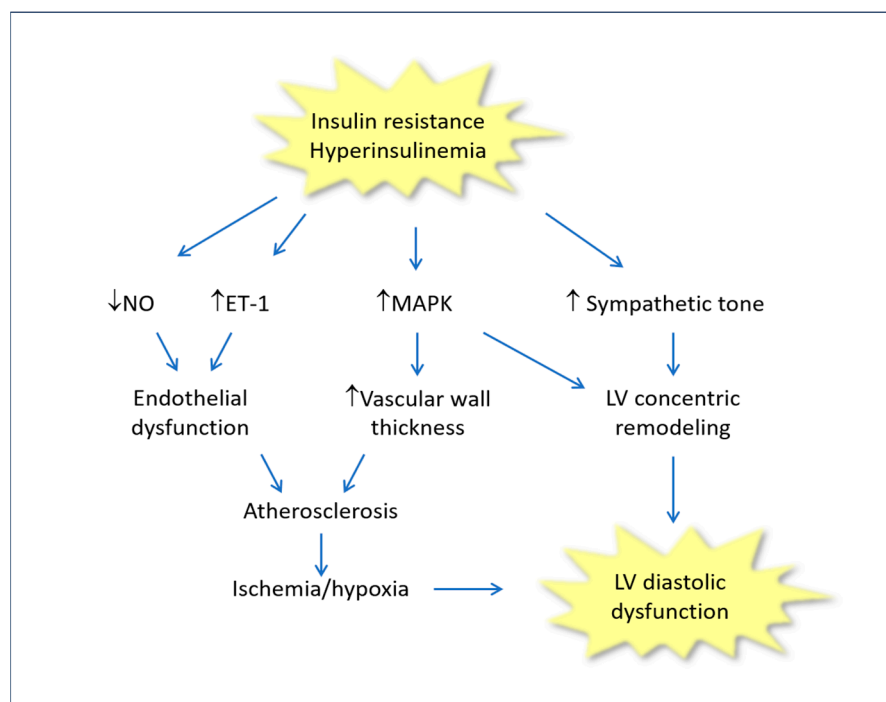 Insulin resistance
Hyperinsulinemia
↓NO
↑ET-1
↑MAPK
↑ Sympathetic tone
Endothelial
dysfunction
↑Vascular wall
thickness
LV concentric
remodeling
Atherosclerosis
Ischemia/hypoxia
LV diastolic
dysfunction